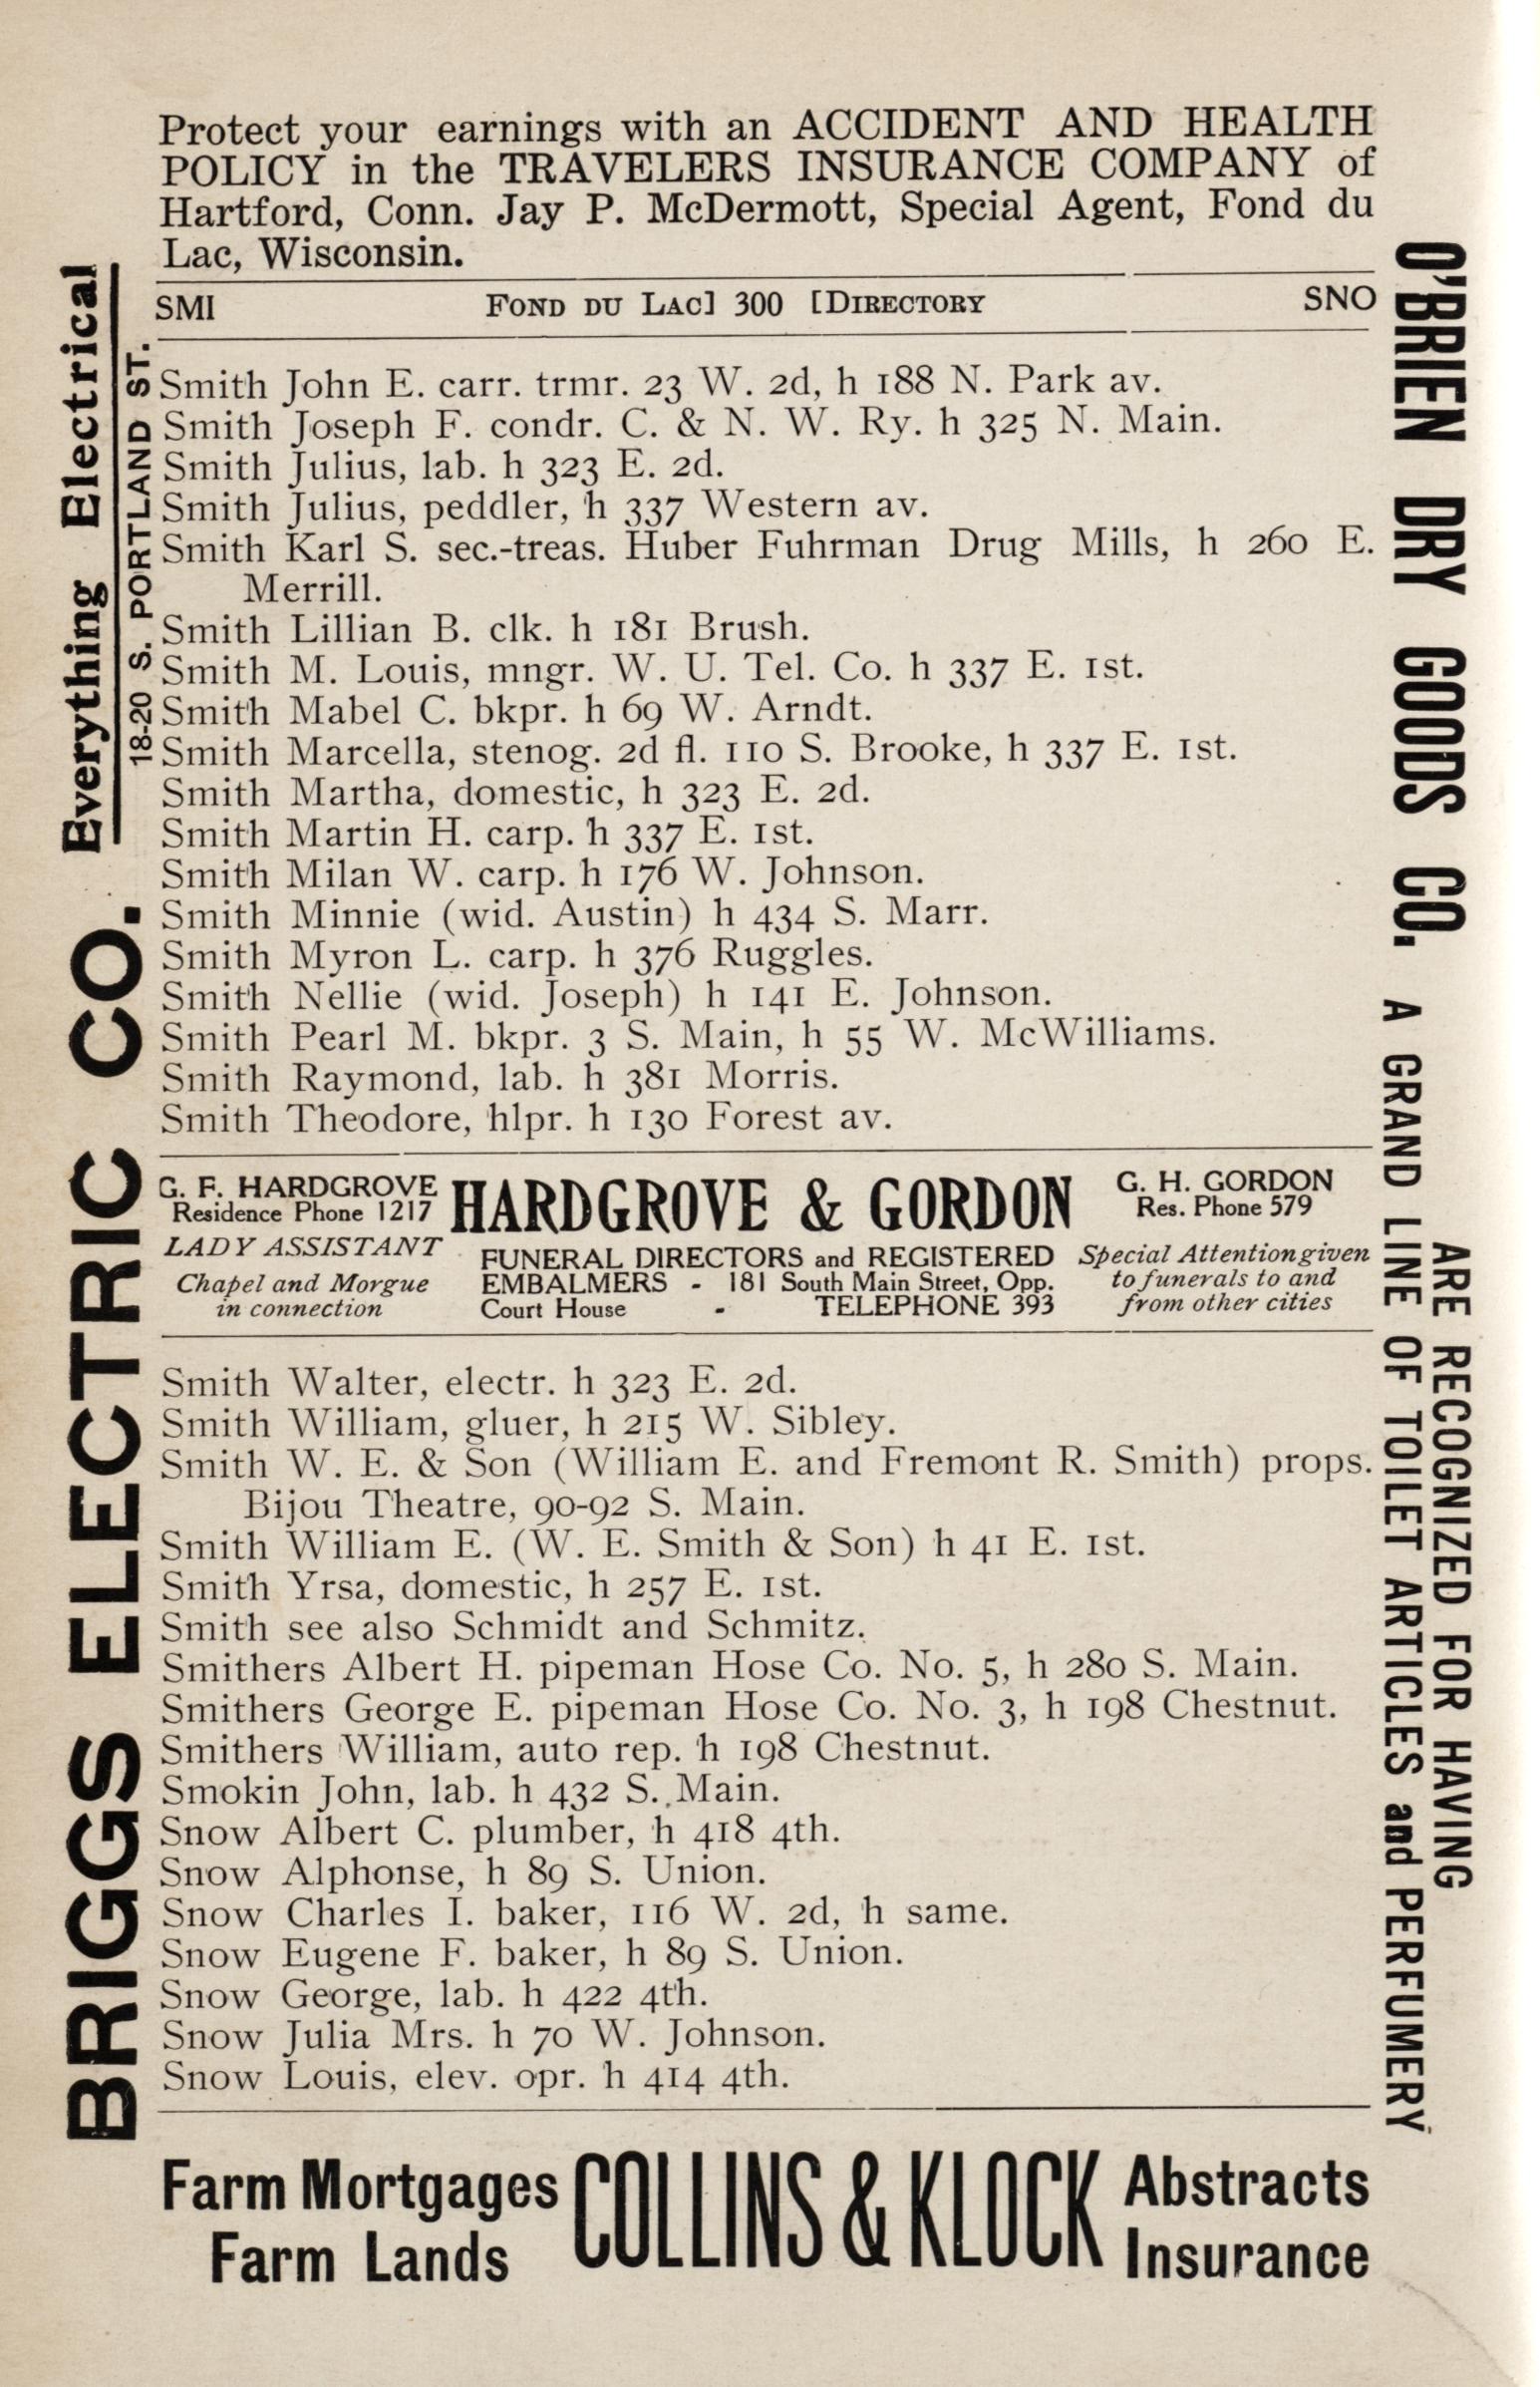 Protect your earnings with an ACCIDENT AND HEALTH
POLICY in the TRAVELERS INSURANCE COMPANY of
Hartford, Conn. Jay P. McDermott, Special Agent, Fond du
Lac, Wisconsin.
SMI FOND DU LAC] 300 [DIRECTORY SNO
Smith John E. carr. trmr. 23 W. 2d, h 188 N. Park av.
Smith Joseph F. condr. C. & N. W. Ry. h 325 N. Main.
Smith Julius, lab. h 323 E. 2d.
Smith Julius, peddler, h 337 Western av.
Smith Karl S. sec.-treas. Huber Fuhrman Drug Mills, h 260 E.
Merrill.
Smith Lillian B. clk. h 181 Brush.
Smith M. Louis, mngr. W. U. Tel. Co. h 337 E. 1st.
Smith Mabel C. bkpr. h 69 W. Arndt.
Smith Marcella, stenog. 2d fl. 110 S. Brooke, h 337 E. 1st.
Smith Martha, domestic, h 323 E. 2d.
Smith Martin H. carp. h 337 E. 1st.
Smith Milan W. carp. h 176 W. Johnson.
Smith Minnie (wid. Austin) h 434 S. Marr.
Smith Myron L. carp. h 376 Ruggles.
Smith Nellie (wid. Joseph) h 141 E. Johnson.
Smith Pearl M. bkpr. 3 S. Main, h 55 W. McWilliams.
Smith Raymond, lab. h 381 Morris.
Smith Theodore, hlpr. h 130 Forest av.
G. F. HARDGROVE
Residence Phone 1217
LADY ASSISTANT
Chapel and Morgue
in connection
HARDGROVE & GORDON
FUNERAL DIRECTORS and REGISTERED
EMBALMERS - 181 South Main Street, Opp.
Court House - TELEPHONE 393
G. H. GORDON
Res. Phone 579
Special Attention given
to funerals to and
from other cities
Smith Walter, electr. h 323 E. 2d.
Smith William, gluer, h 215 W. Sibley.
Smith W. E. & Son (William E. and Fremont R. Smith) props.
Bijou Theatre, 90-92 S. Main.
Smith William E. (W. E. Smith & Son) h 41 E. 1st.
Smith Yrsa, domestic, h 257 E. 1st.
Smith see also Schmidt and Schmitz.
Smithers Albert H. pipeman Hose Co. No. 5, h 280 S. Main.
Smithers George E. pipeman Hose Co. No. 3, h 198 Chestnut.
Smithers William, auto rep. h 198 Chestnut.
Smokin John, lab. h 432 S. Main.
Snow Albert C. plumber, h 418 4th.
Snow Alphonse, h 89 S. Union.
Snow Charles I. baker, 116 W. 2d, h same.
Snow Eugene F. baker, h 89 S. Union.
Snow George, lab. h 422 4th.
Snow Julia Mrs. h 70 W. Johnson.
Snow Louis, elev. opr. h 414 4th.
Farm Mortgages
Farm Lands
COLLINS & KLOCK
Abstracts
Insurance
BRIGGS ELECTRIC CO.
Everything Electrical
18-20 S. PORTLAND ST.
O'BRIEN DRY GOODS CO.
ARE RECOGNIZED FOR HAVING
A GRAND LINE OF TOILET ARTICLES and PERFUMERY